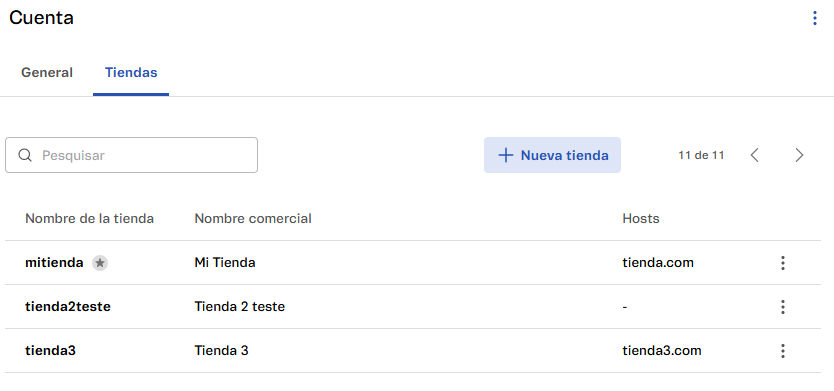 Cuenta
General Tiendas
Pesquisar Nueva tienda 11 de 11
Nombre de la tienda Nombre comercial Hosts
mitienda Mi Tienda tienda.com
tienda2teste Tienda 2 teste -
tienda3 Tienda 3 tienda3.com